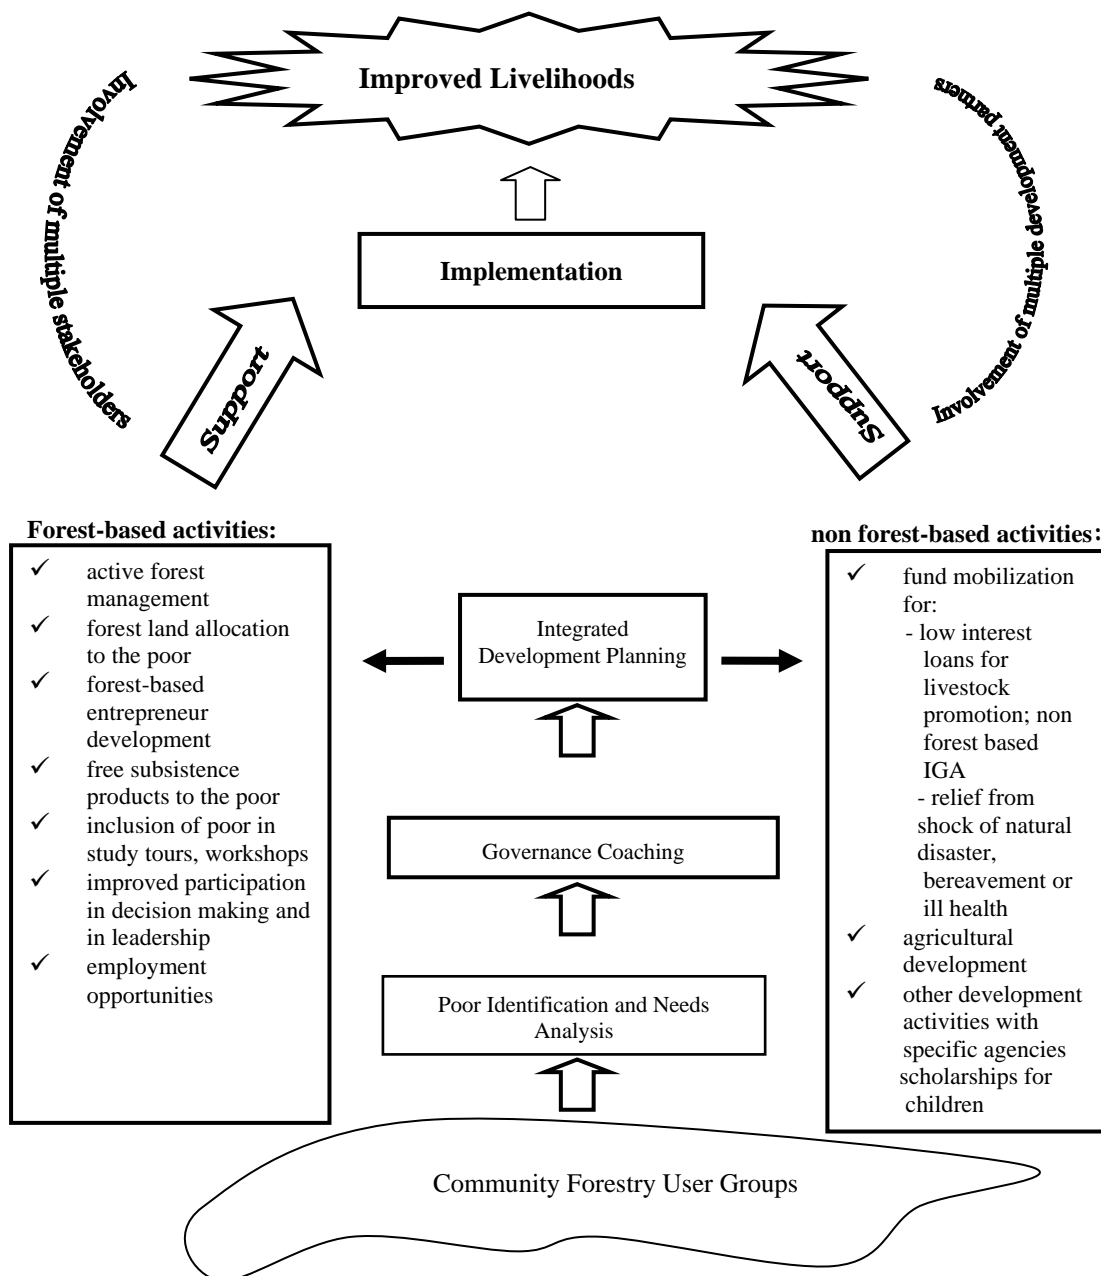 Improved Livelihoods
Involvement of multiple stakeholders
Involvement of multiple development partners
Implementation
Support
Support
Forest-based activities:
✓ active forest
management
✓ forest land allocation
to the poor
✓ forest-based
entrepreneur
development
✓ free subsistence
products to the poor
✓ inclusion of poor in
study tours, workshops
✓ improved participation
in decision making and
in leadership
✓ employment
opportunities
non forest-based activities:
✓ fund mobilization
for:
- low interest
loans for
livestock
promotion; non
forest based
IGA
- relief from
shock of natural
disaster,
bereavement or
ill health
✓ agricultural
development
✓ other development
activities with
specific agencies
scholarships for
children
Integrated
Development Planning
Governance Coaching
Poor Identification and Needs
Analysis
Community Forestry User Groups